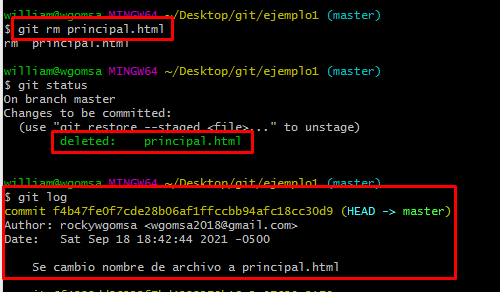 william@wgomsa MINGW64 ~/Desktop/git/ejemplo1 (master)
$ git rm principal.html
rm 'principal.html'
william@wgomsa MINGW64 ~/Desktop/git/ejemplo1 (master)
$ git status
On branch master
Changes to be committed:
(use "git restore --staged <file>..." to unstage)
deleted: principal.html
william@wgomsa MINGW64 ~/Desktop/git/ejemplo1 (master)
$ git log
commit f4b47fe0f7cde28b06af1ffccbb94afc18cc30d9 (HEAD -> master)
Author: rockywgomsa <wgomsa2018@gmail.com>
Date: Sat Sep 18 18:42:44 2021 -0500
Se cambio nombre de archivo a principal.html